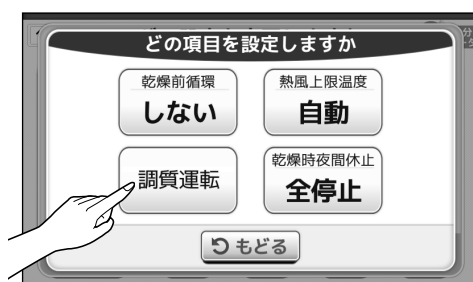 どの項目を設定しますか
乾燥前循環
しない
熱風上限温度
自動
調質運転
乾燥時夜間休止
全停止
もどる